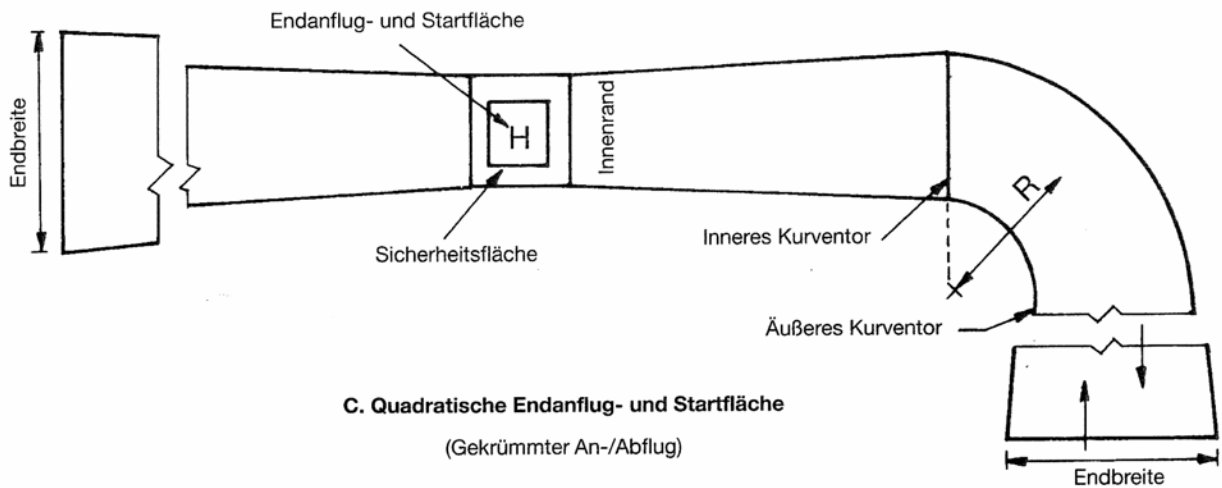 Endanflug- und Startfläche
Endbreite
H
Innenrand
R
Inneres Kurventor
Sicherheitsfläche
Äußeres Kurventor
C. Quadratische Endanflug- und Startfläche
(Gekrümmter An-/Abflug)
Endbreite